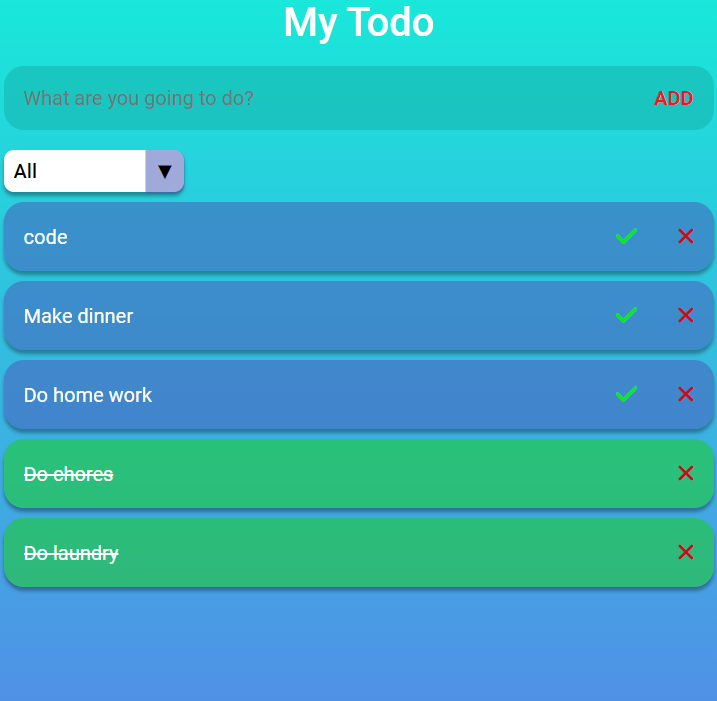 My Todo
What are you going to do?
ADD
All
code
Make dinner
Do home work
Do chores
Do laundry